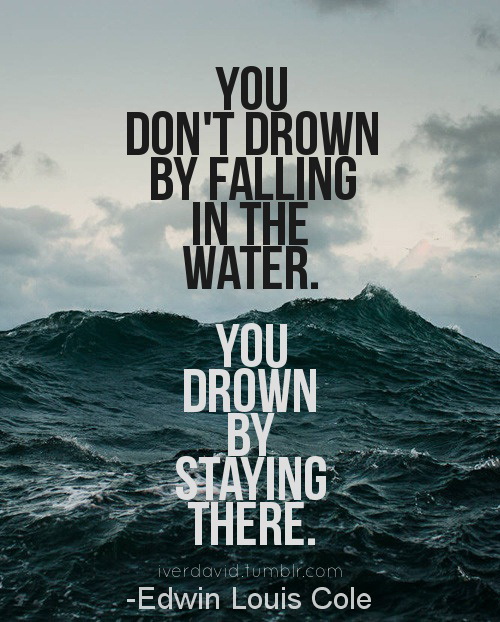 YOU
DON'T DROWN
BY FALLING
IN THE
WATER.
YOU
DROWN
BY
STAYING
THERE.
iverdavid.tumblr.com
-Edwin Louis Cole